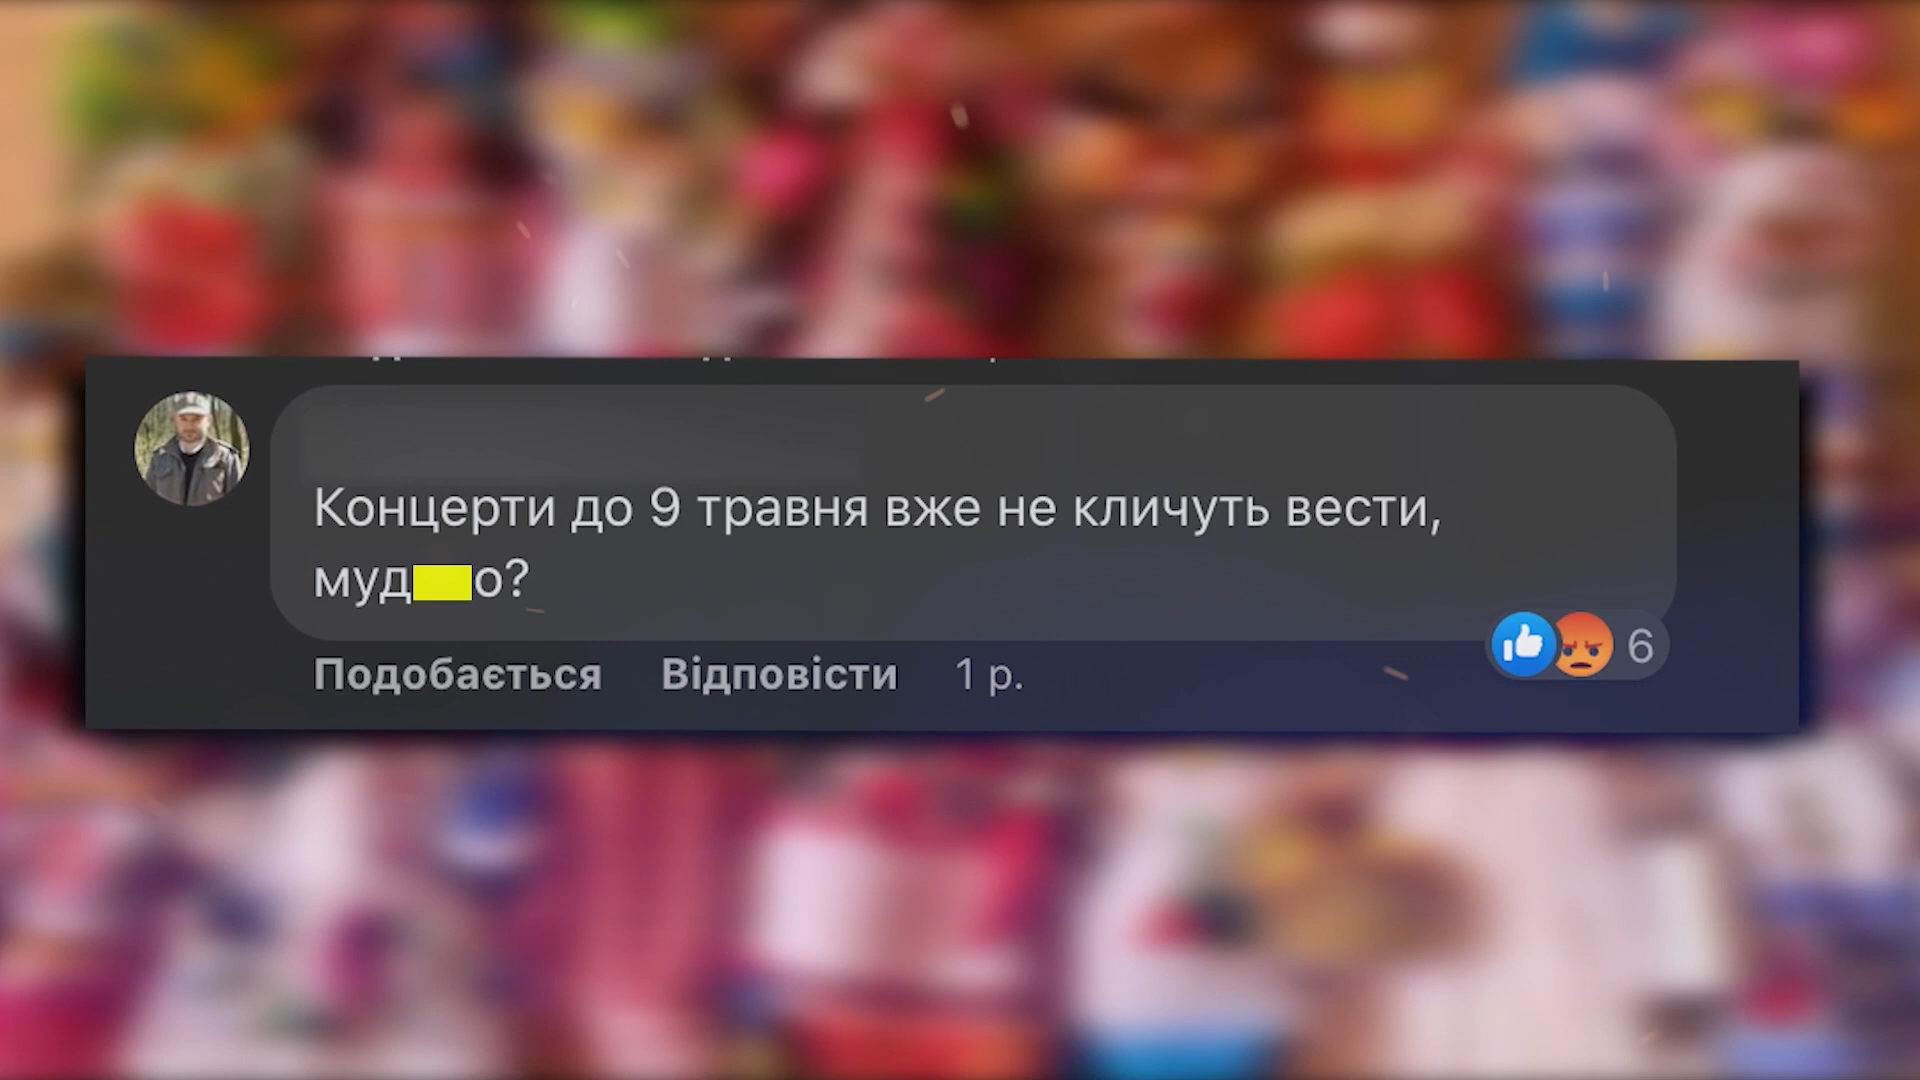 Концерти до 9 травня вже не кличуть вести,
муд о?
Подобається Відповісти 1 р.
6